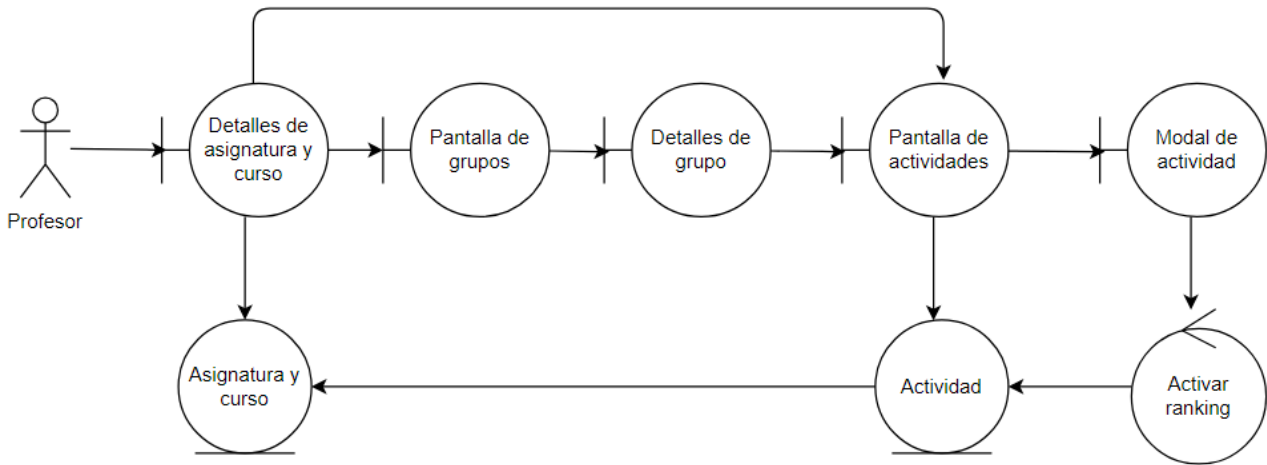 Detalles de
asignatura y
curso
Pantalla de
grupos
Detalles de
grupo
Pantalla de
actividades
Modal de
actividad
Profesor
Asignatura y
curso
Actividad
Activar
ranking